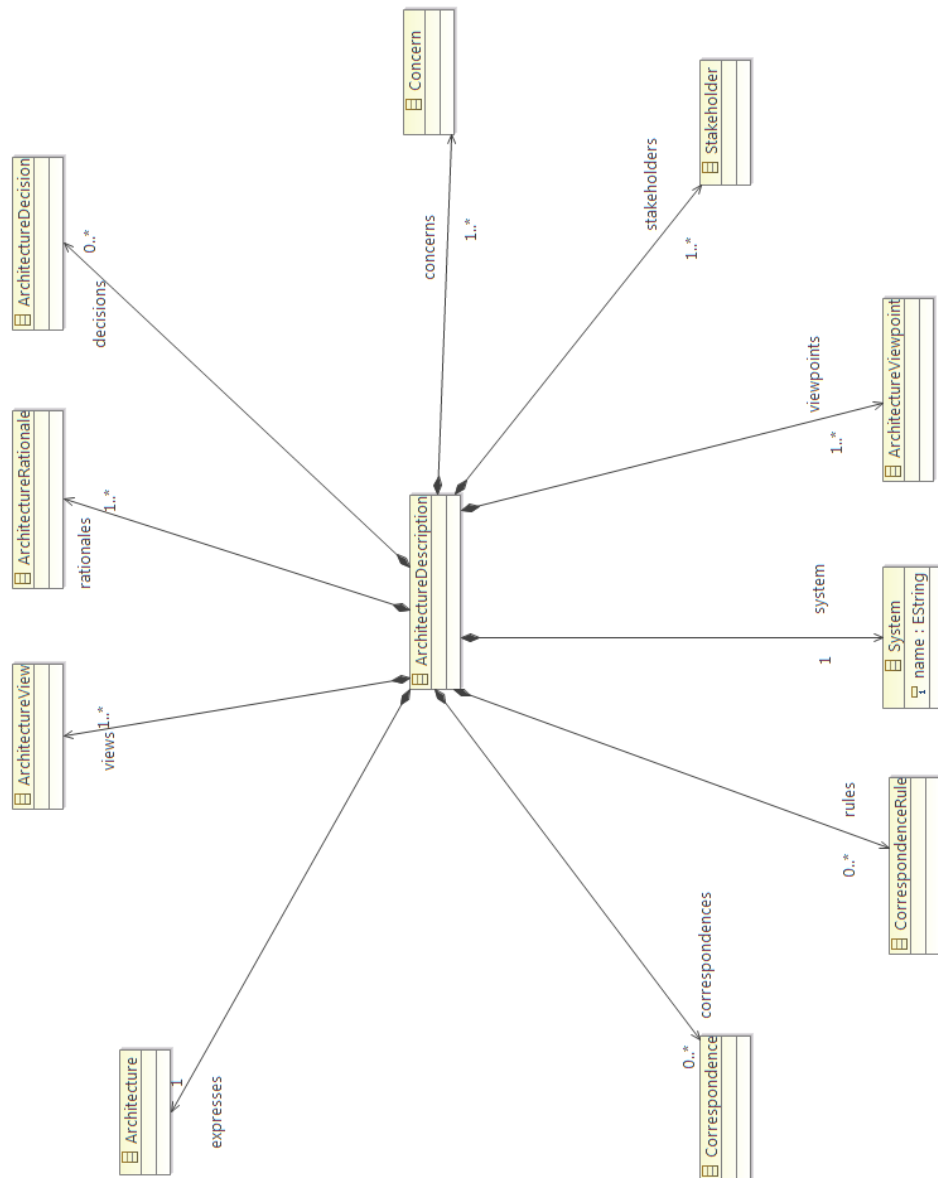 ArchitectureView
ArchitectureRationale
ArchitectureDecision
rationales
0..*
decisions
views
1..*
1..*
Architecture
1
expresses
ArchitectureDescription
Concern
concerns
1..*
stakeholders
1..*
0..*
correspondences
Correspondence
Stakeholder
system
1
viewpoints
1..*
rules
0..*
CorrespondenceRule
System
name : EString
ArchitectureViewpoint